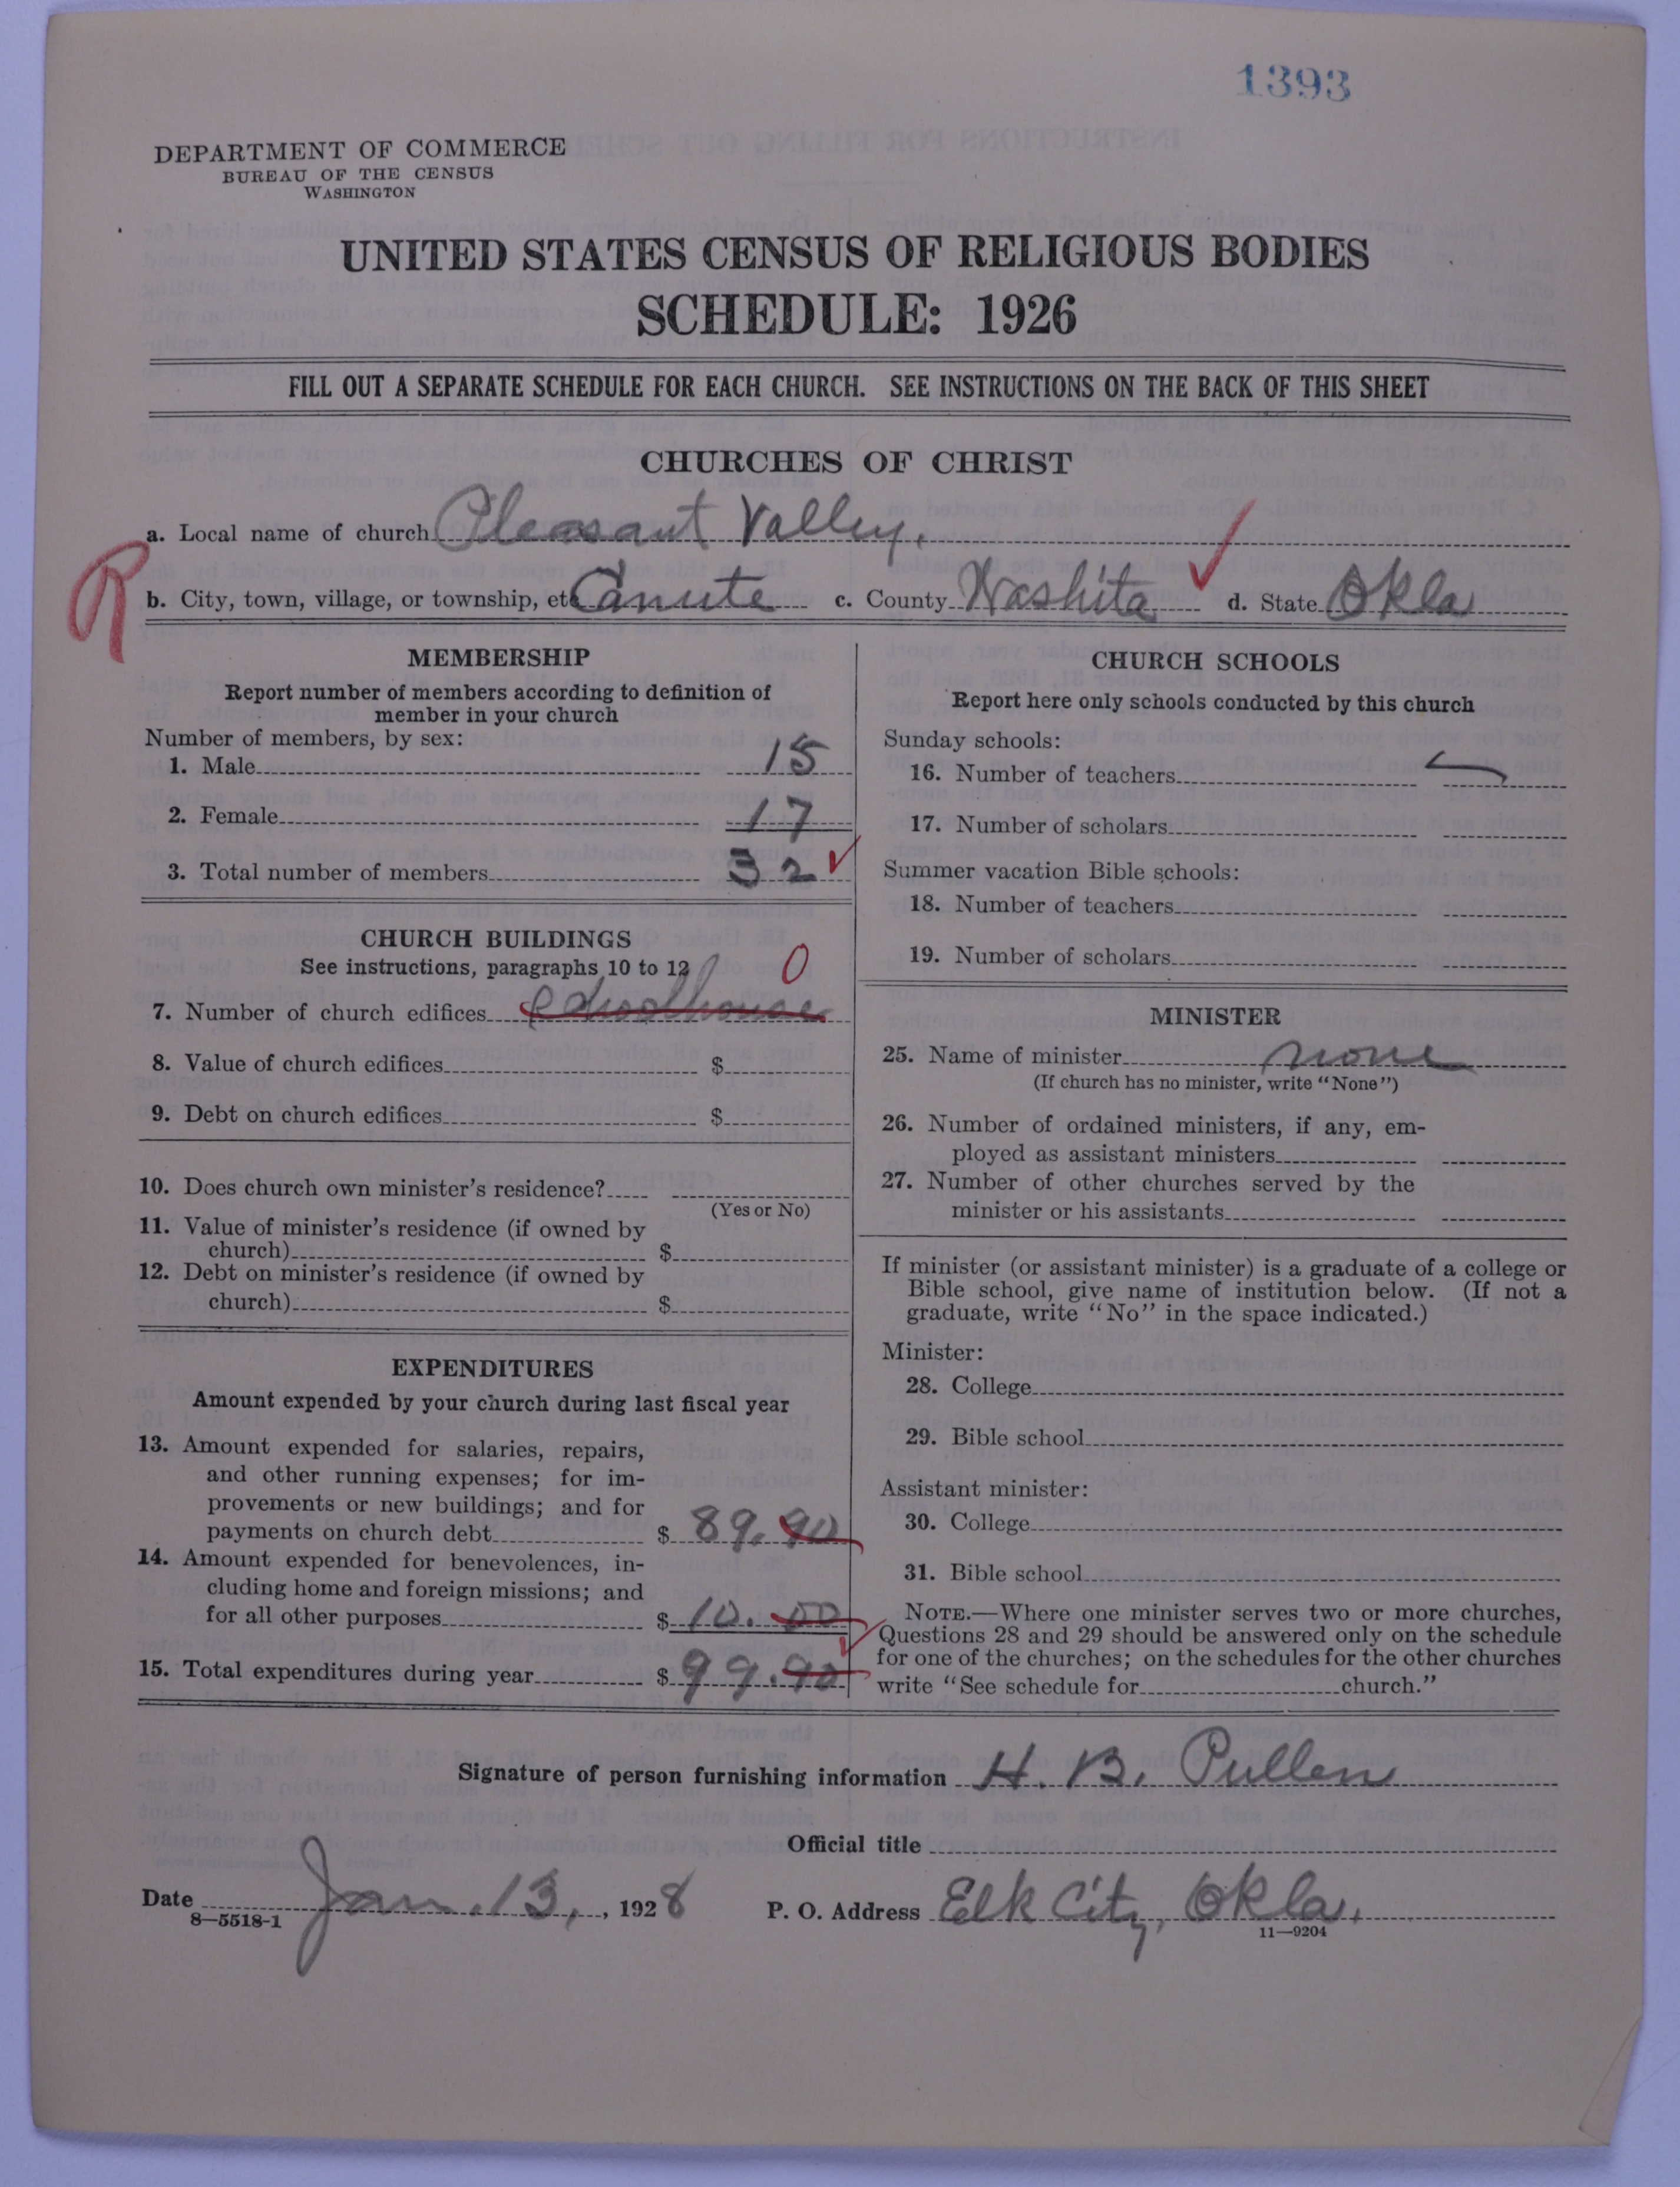 1393
DEPARTMENT OF COMMERCE
BUREAU OF THE CENSUS
WASHINGTON
UNITED STATES CENSUS OF RELIGIOUS BODIES
SCHEDULE: 1926
FILL OUT A SEPARATE SCHEDULE FOR EACH CHURCH. SEE INSTRUCTIONS ON THE BACK OF THIS SHEET
CHURCHES OF CHRIST
a. Local name of church Pleasant Valley.
R
b. City, town, village, or township, etc Canute c. County Washita d. State Okla
MEMBERSHIP
Report number of members according to definition of
member in your church
Number of members, by sex:
1. Male 15
2. Female 17
3. Total number of members 32
CHURCH BUILDINGS
See instructions, paragraphs 10 to 12
0
7. Number of church edifices schoolhouse
8. Value of church edifices $
9. Debt on church edifices $
10. Does church own minister's residence?
(Yes or No)
11. Value of minister's residence (if owned by
church) $
12. Debt on minister's residence (if owned by
church) $
EXPENDITURES
Amount expended by your church during last fiscal year
13. Amount expended for salaries, repairs,
and other running expenses; for im-
provements or new buildings; and for
payments on church debt $ 89.90
14. Amount expended for benevolences, in-
cluding home and foreign missions; and
for all other purposes $ 10.00
15. Total expenditures during year $ 99.90
CHURCH SCHOOLS
Report here only schools conducted by this church
Sunday schools:
16. Number of teachers
17. Number of scholars
Summer vacation Bible schools:
18. Number of teachers
19. Number of scholars
MINISTER
25. Name of minister none
(If church has no minister, write "None")
26. Number of ordained ministers, if any, em-
ployed as assistant ministers
27. Number of other churches served by the
minister or his assistants
If minister (or assistant minister) is a graduate of a college or
Bible school, give name of institution below. (If not a
graduate, write "No" in the space indicated.)
Minister:
28. College
29. Bible school
Assistant minister:
30. College
31. Bible school
NOTE.—Where one minister serves two or more churches,
Questions 28 and 29 should be answered only on the schedule
for one of the churches; on the schedules for the other churches
write "See schedule for church."
Signature of person furnishing information H. B. Pullen
Official title
Date Jan. 13, , 1928 P. O. Address Elk City, Okla.
8—5518-1
11—9204